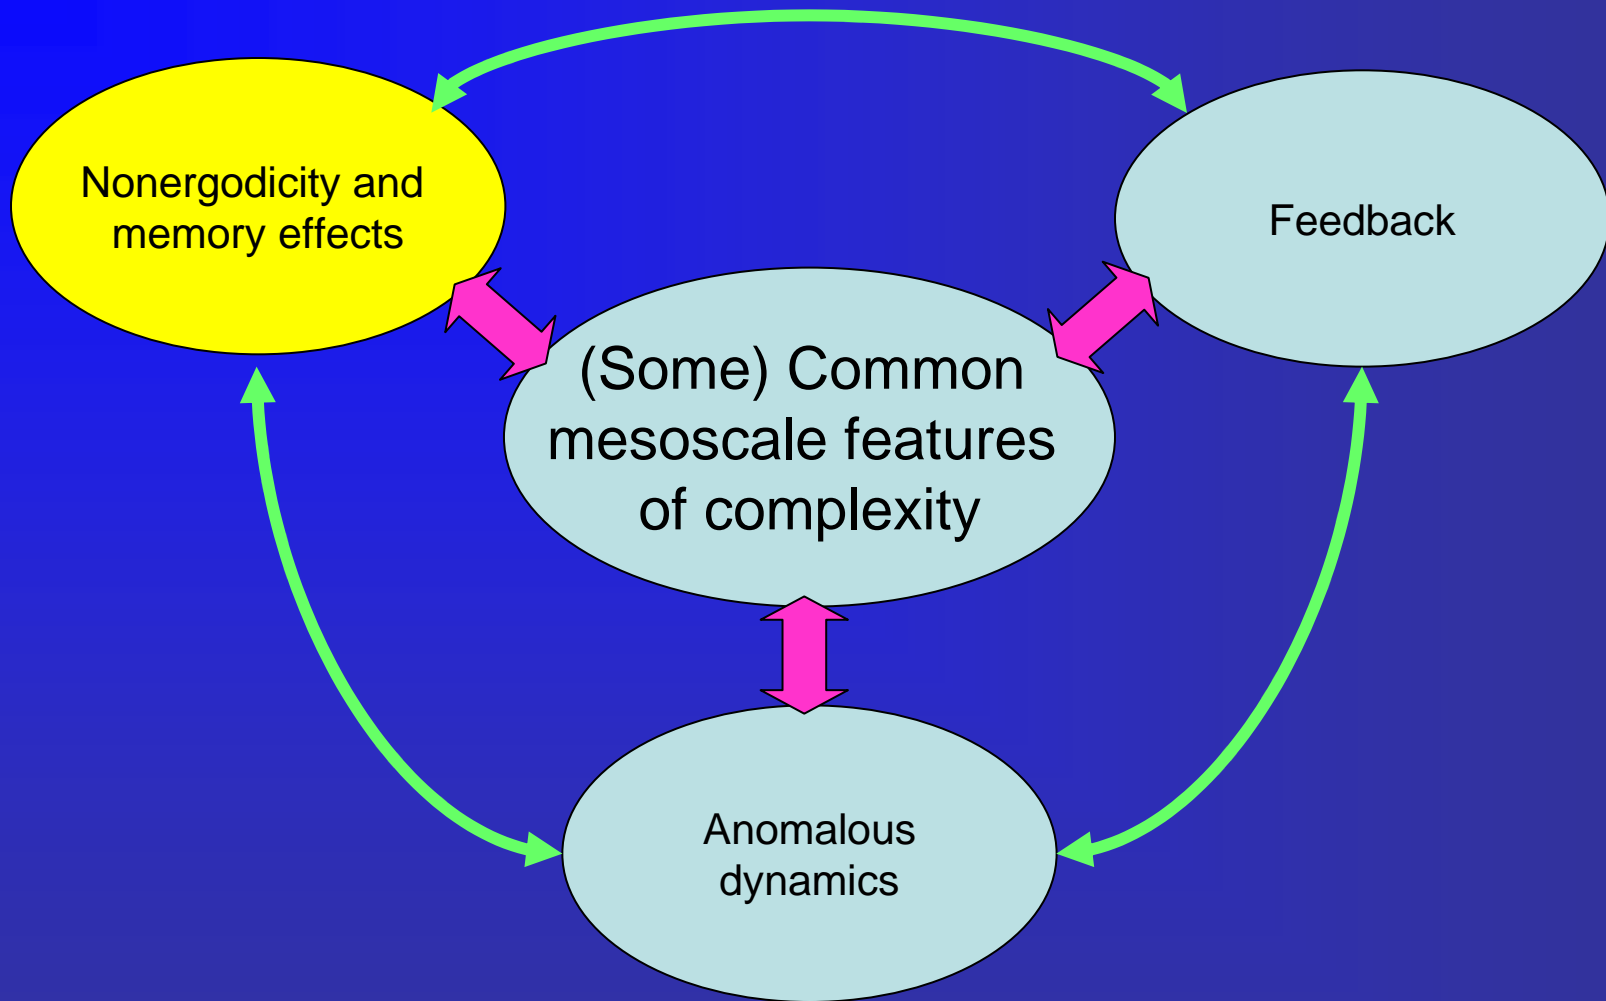 Nonergodicity and
memory effects
Feedback
(Some) Common
mesoscale features
of complexity
Anomalous
dynamics